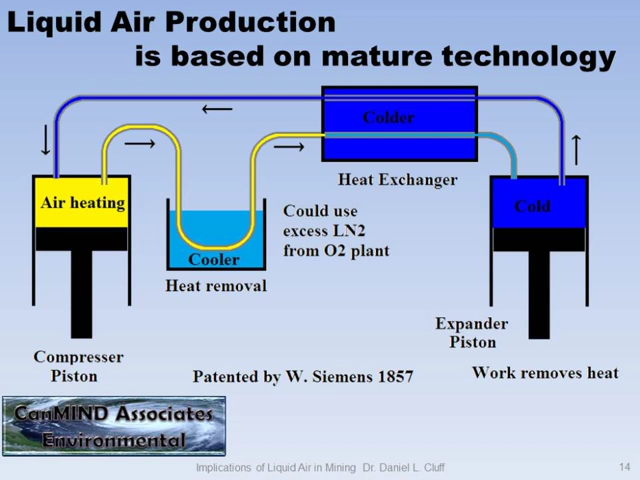 Liquid Air Production
is based on mature technology
Colder
Heat Exchanger
Air heating
Could use
excess LN2
from O2 plant
Cold
Cooler
Heat removal
Expander
Piston
Compresser
Piston
Patented by W. Siemens 1857
Work removes heat
CanMIND Associates
Environmental
Implications of Liquid Air in Mining Dr. Daniel L. Cluff
14